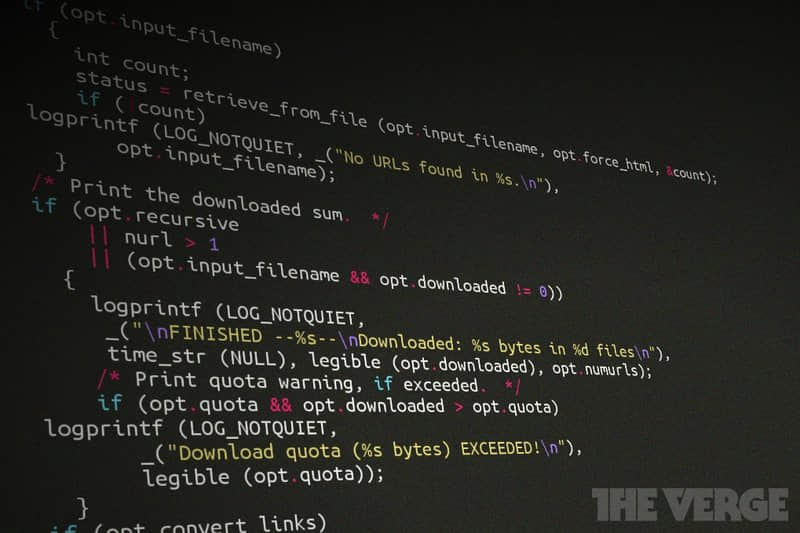 if (opt.input_filename)
{
int count;
status = retrieve_from_file (opt.input_filename, opt.force_html, &count);
if (!count)
logprintf (LOG_NOTQUIET, _("No URLs found in %s.\n"),
opt.input_filename);
}
/* Print the downloaded sum. */
if (opt.recursive
|| nurl > 1
|| (opt.input_filename && opt.downloaded != 0))
{
logprintf (LOG_NOTQUIET,
_("\nFINISHED --%s--\nDownloaded: %s bytes in %d files\n"),
time_str (NULL), legible (opt.downloaded), opt.numurls);
/* Print quota warning, if exceeded. */
if (opt.quota && opt.downloaded > opt.quota)
logprintf (LOG_NOTQUIET,
_("Download quota (%s bytes) EXCEEDED!\n"),
legible (opt.quota));
}
if (opt.convert_links)
THE VERGE